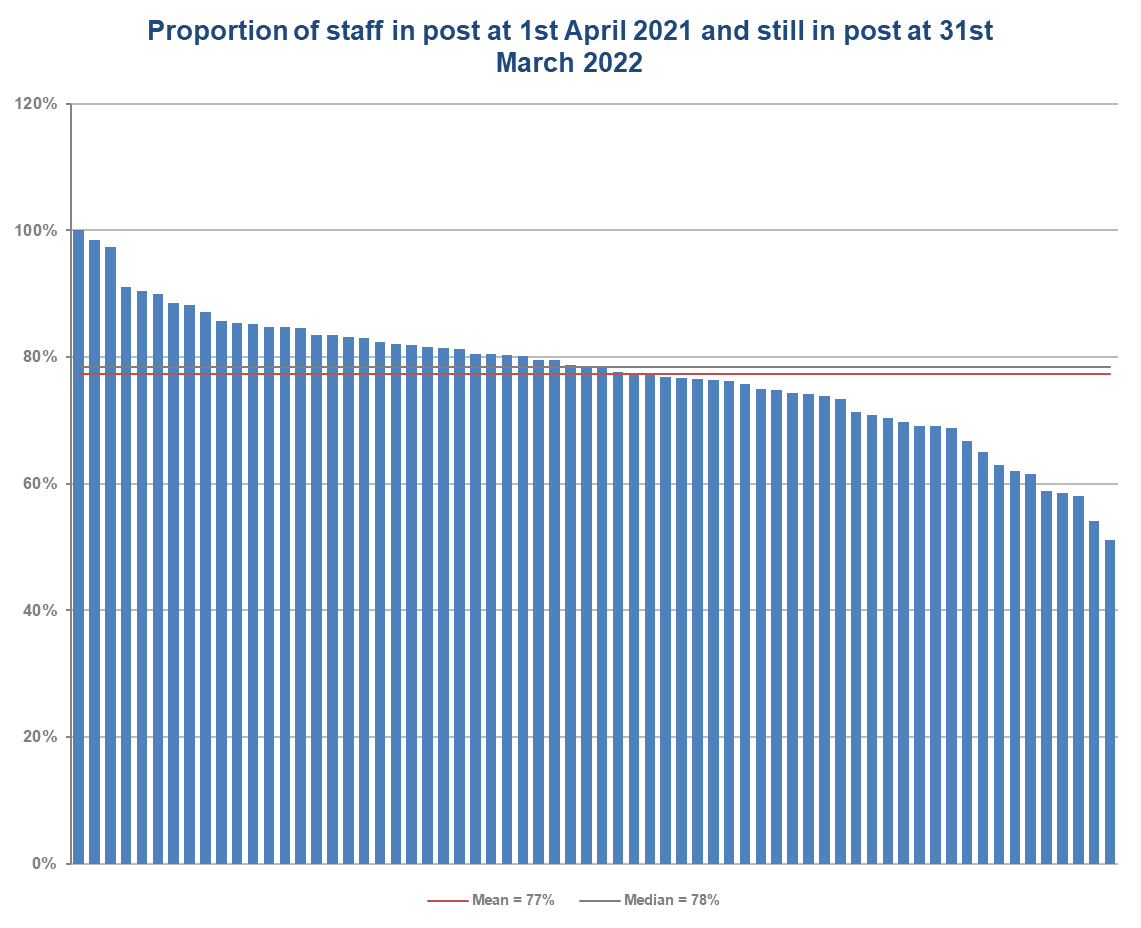 Proportion of staff in post at 1st April 2021 and still in post at 31st
March 2022
120%
100%
80%
60%
40%
20%
0%
Mean = 77%
Median = 78%